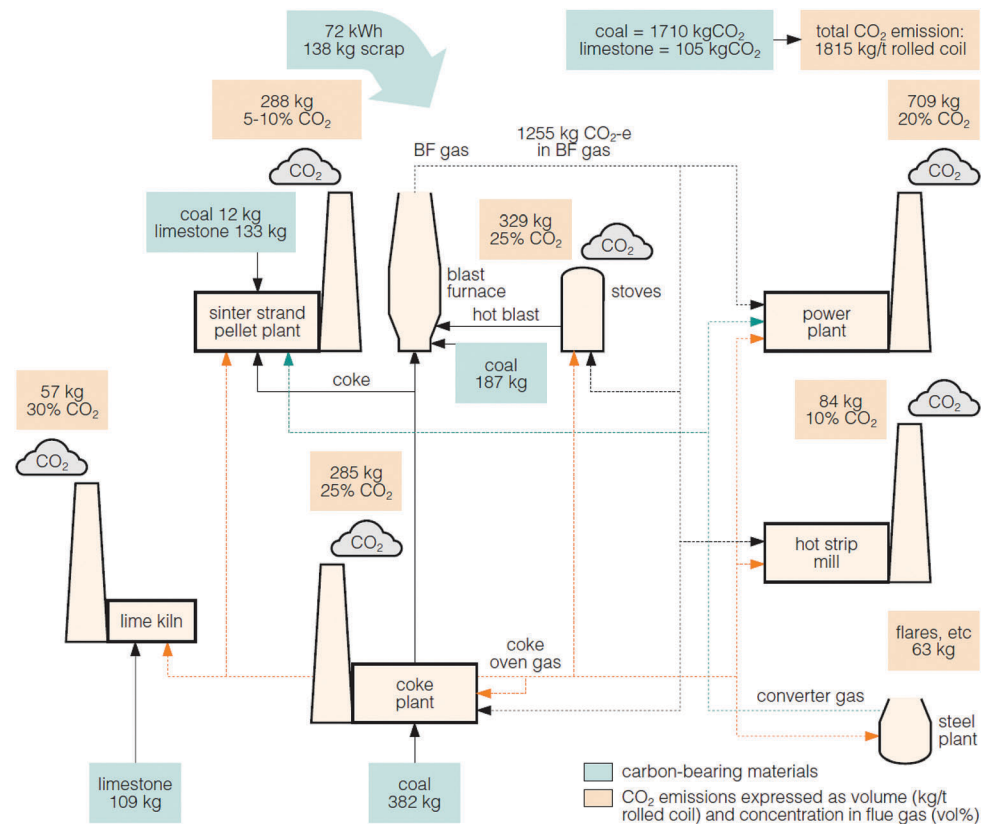 72 kWh
138 kg scrap
coal = 1710 kgCO₂
limestone = 105 kgCO₂
total CO₂ emission:
1815 kg/t rolled coil
288 kg
5-10% CO₂
CO₂
BF gas
1255 kg CO₂-e
in BF gas
709 kg
20% CO₂
CO₂
coal 12 kg
limestone 133 kg
329 kg
25% CO₂
CO₂
sinter strand
pellet plant
blast
furnace
hot blast
stoves
power
plant
coke
coal
187 kg
57 kg
30% CO₂
CO₂
84 kg
10% CO₂
CO₂
285 kg
25% CO₂
CO₂
hot strip
mill
lime kiln
coke
oven gas
coke
plant
flares, etc
63 kg
converter gas
steel
plant
limestone
109 kg
coal
382 kg
carbon-bearing materials
CO₂ emissions expressed as volume (kg/t
rolled coil) and concentration in flue gas (vol%)